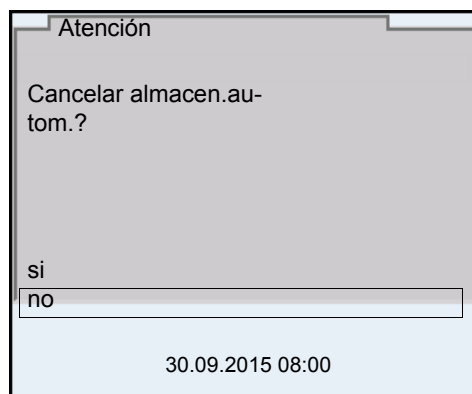 Atención
Cancelar almacen.au-
tom.?
si
no
30.09.2015 08:00